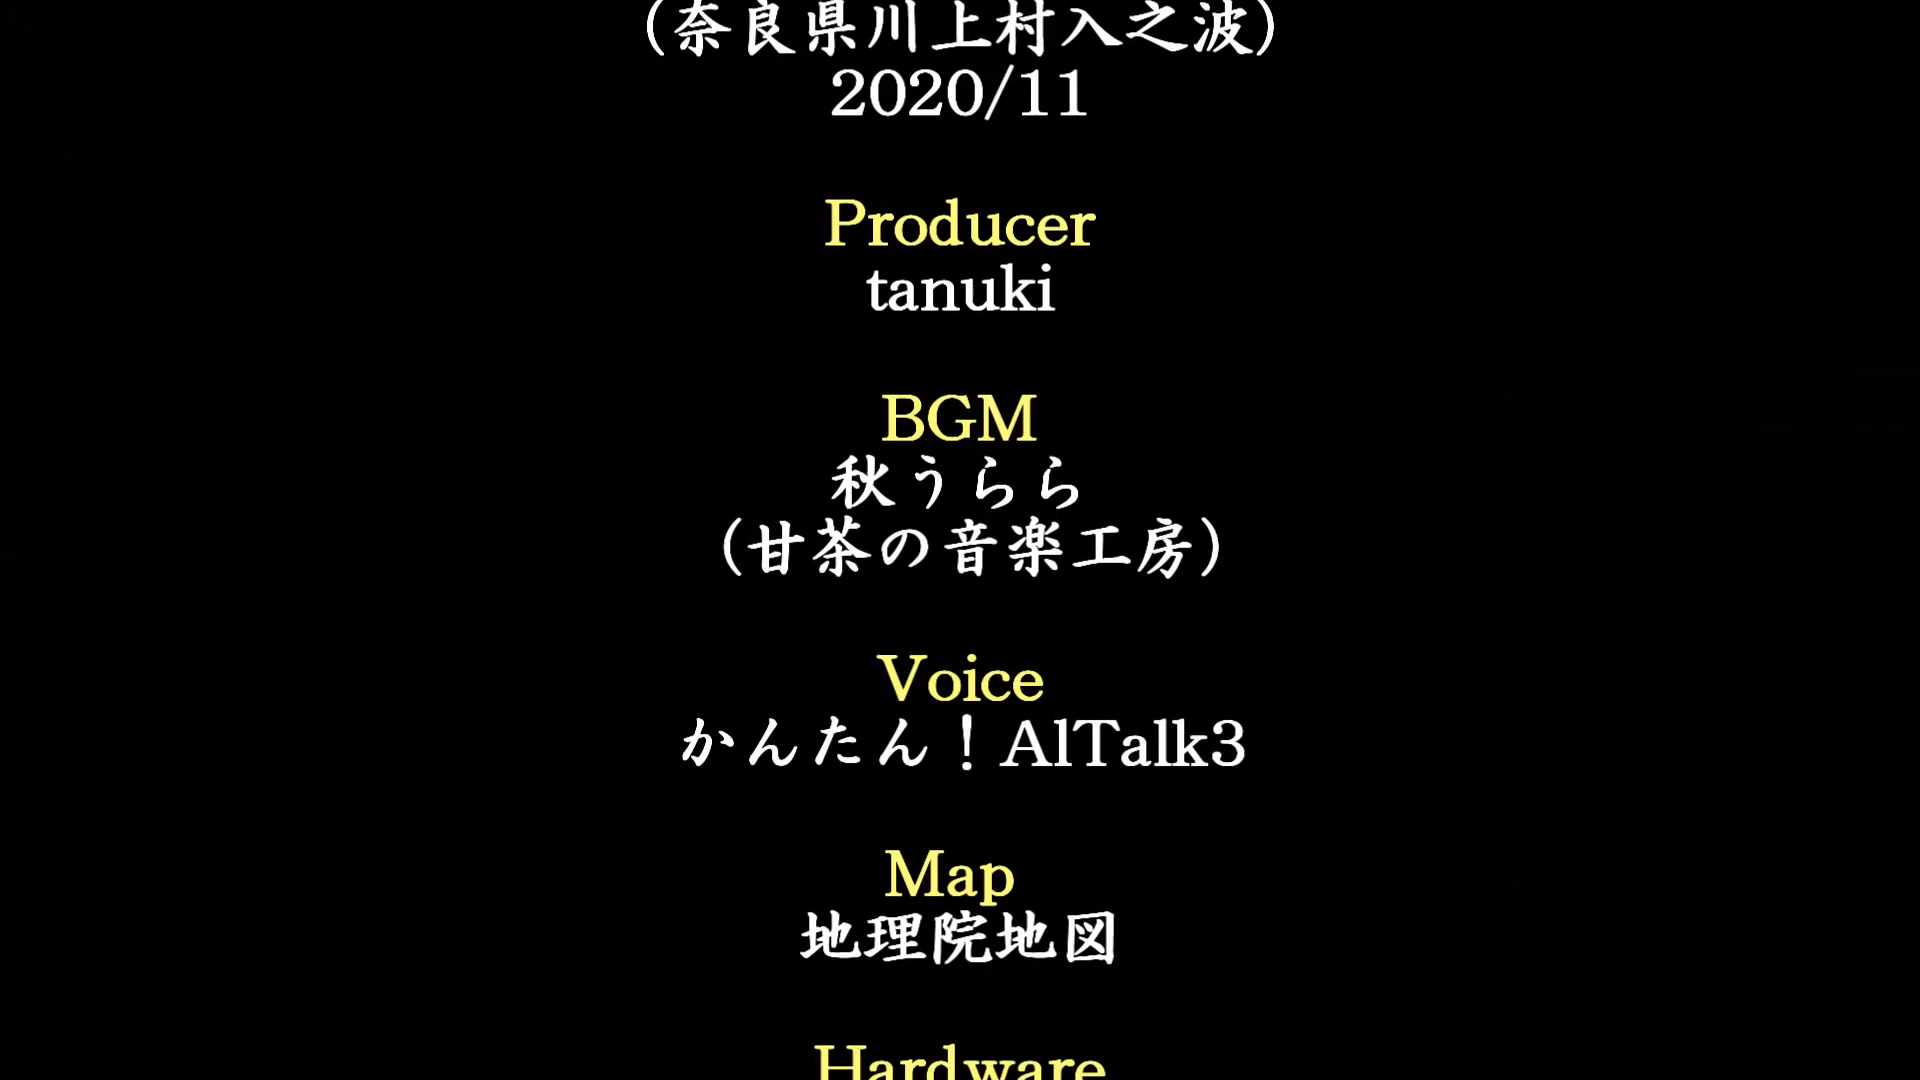 (奈良県川上村入之波)
2020/11
Producer
tanuki
BGM
秋うらら
(甘茶の音楽工房)
Voice
かんたん！AITalk3
Map
地理院地図
Hardware